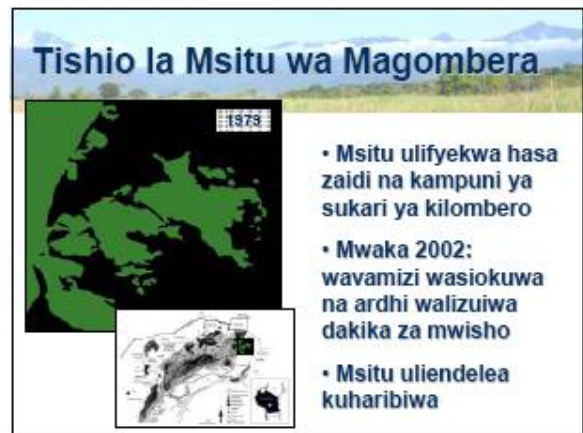 Tishio la Msitu wa Magombera
1979
• Msitu ulifyekwa hasa
zaidi na kampuni ya
sukari ya kilombero
• Mwaka 2002:
wavamizi wasiokuwa
na ardhi walizuiwa
dakika za mwisho
• Msitu uliendelea
kuharibiwa